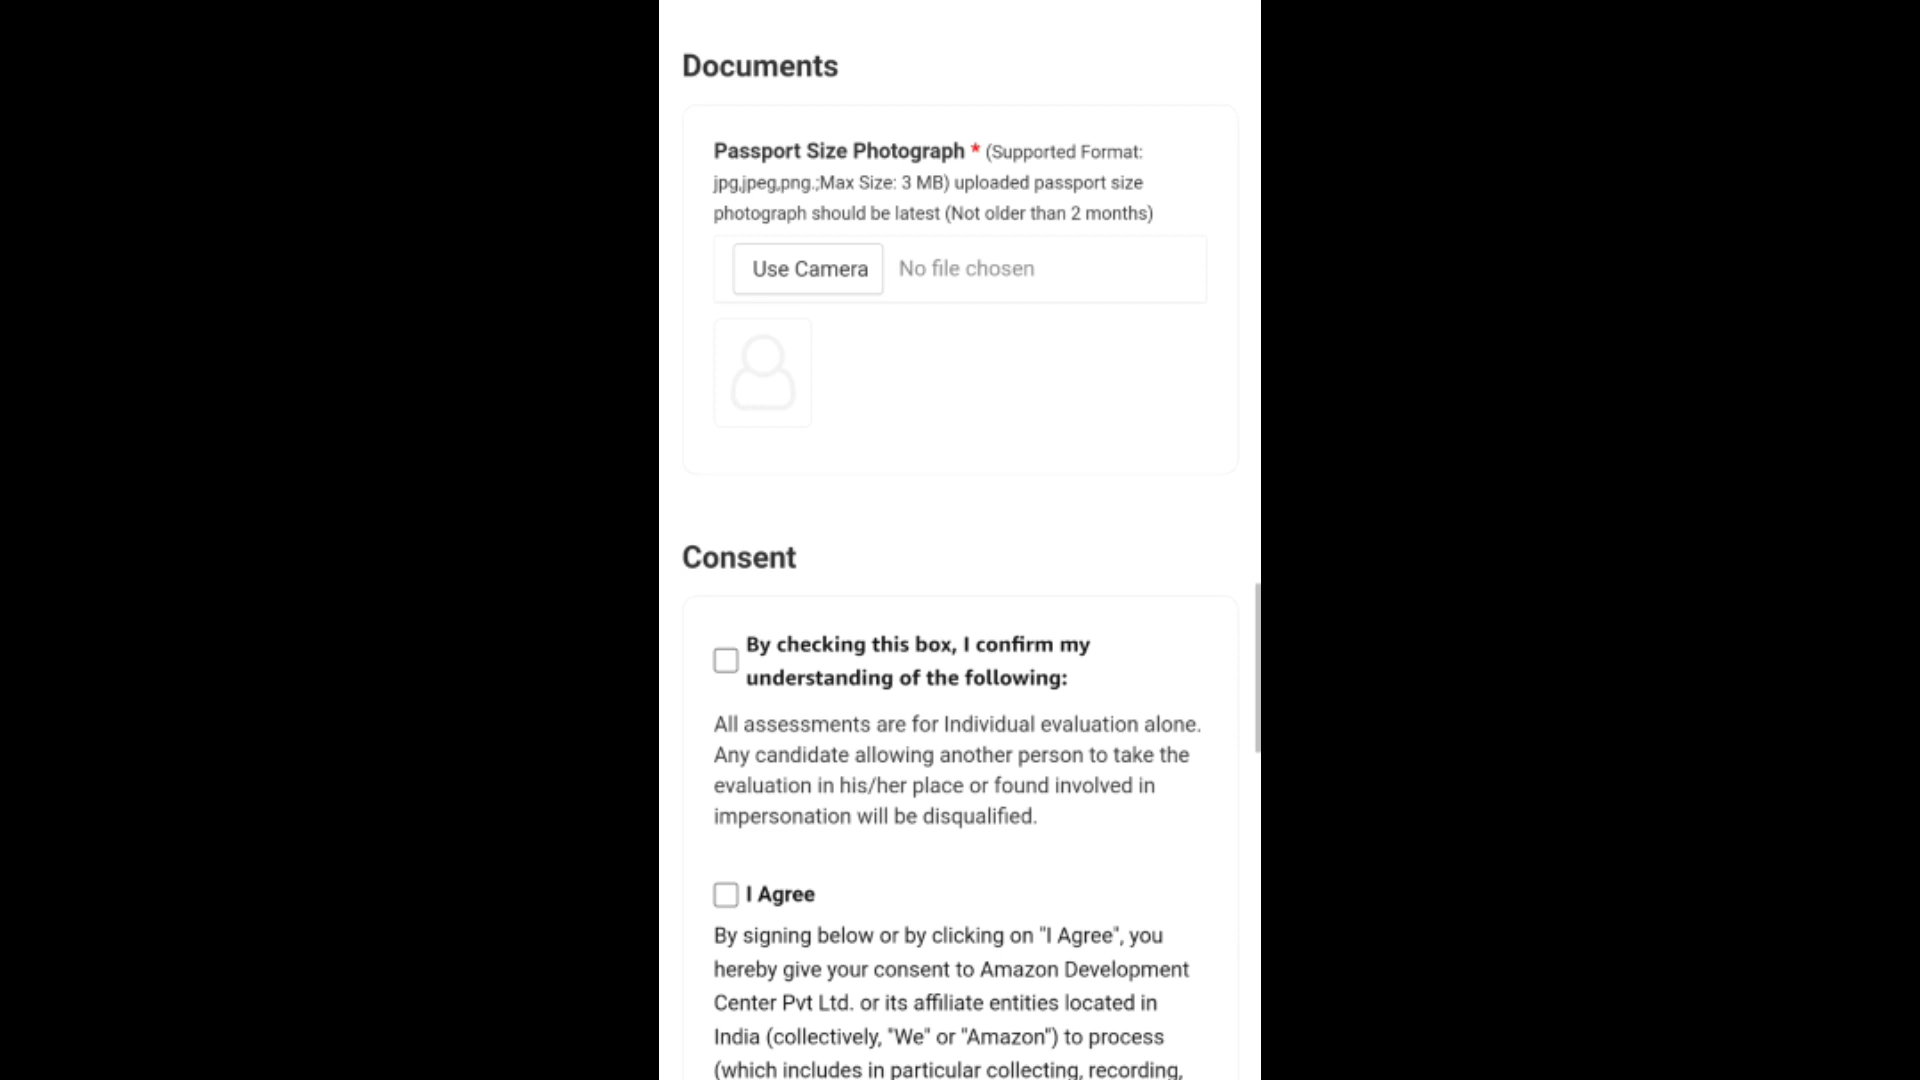 Documents
Passport Size Photograph * (Supported Format:
jpg,jpeg,png.;Max Size: 3 MB) uploaded passport size
photograph should be latest (Not older than 2 months)
Use Camera No file chosen
Consent
By checking this box, I confirm my
understanding of the following:
All assessments are for Individual evaluation alone.
Any candidate allowing another person to take the
evaluation in his/her place or found involved in
impersonation will be disqualified.
I Agree
By signing below or by clicking on "I Agree", you
hereby give your consent to Amazon Development
Center Pvt Ltd. or its affiliate entities located in
India (collectively, "We" or "Amazon") to process
(which includes in particular collecting, recording,